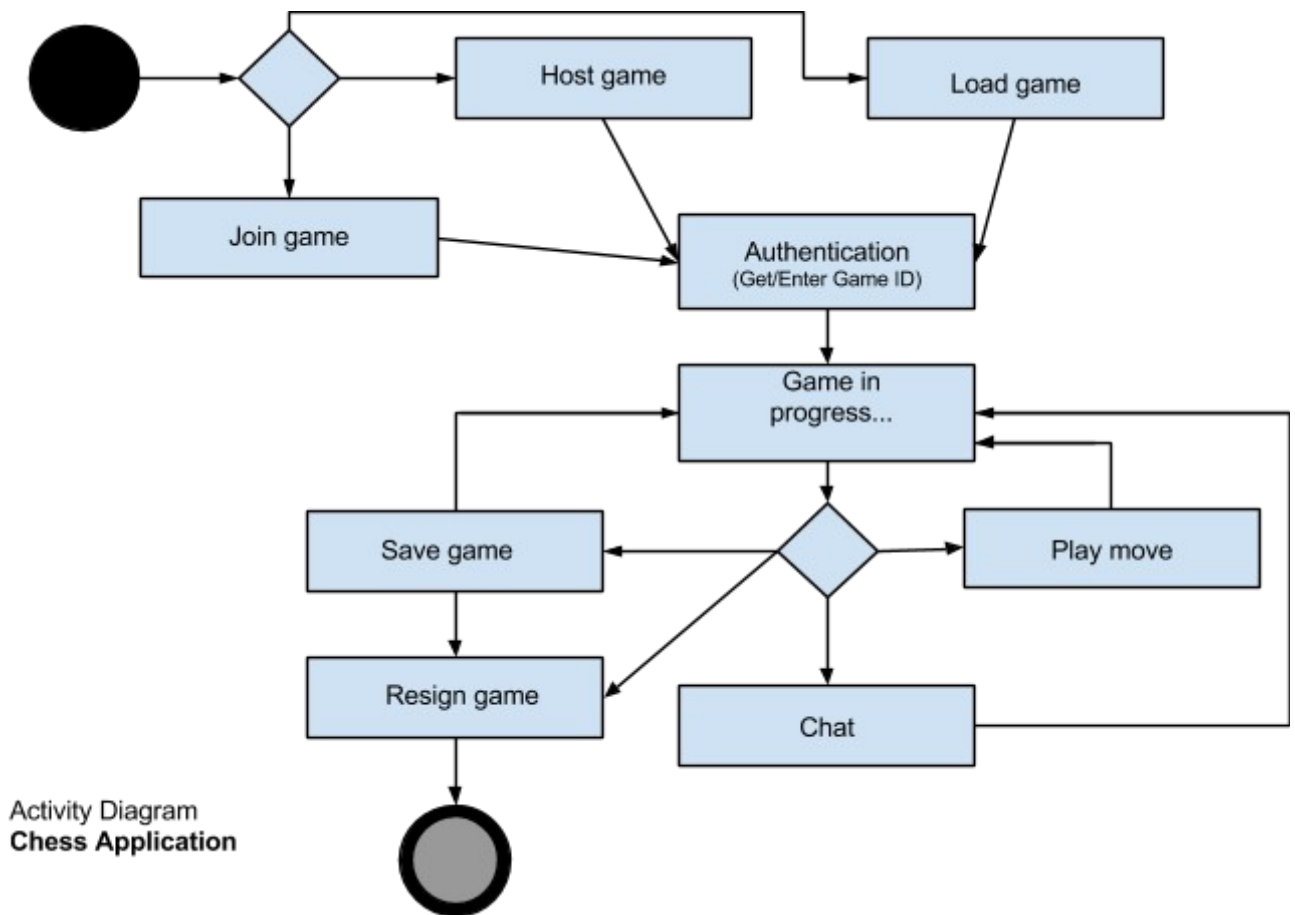 Host game
Load game
Join game
Authentication
(Get/Enter Game ID)
Game in
progress...
Save game
Play move
Resign game
Chat
Activity Diagram
Chess Application